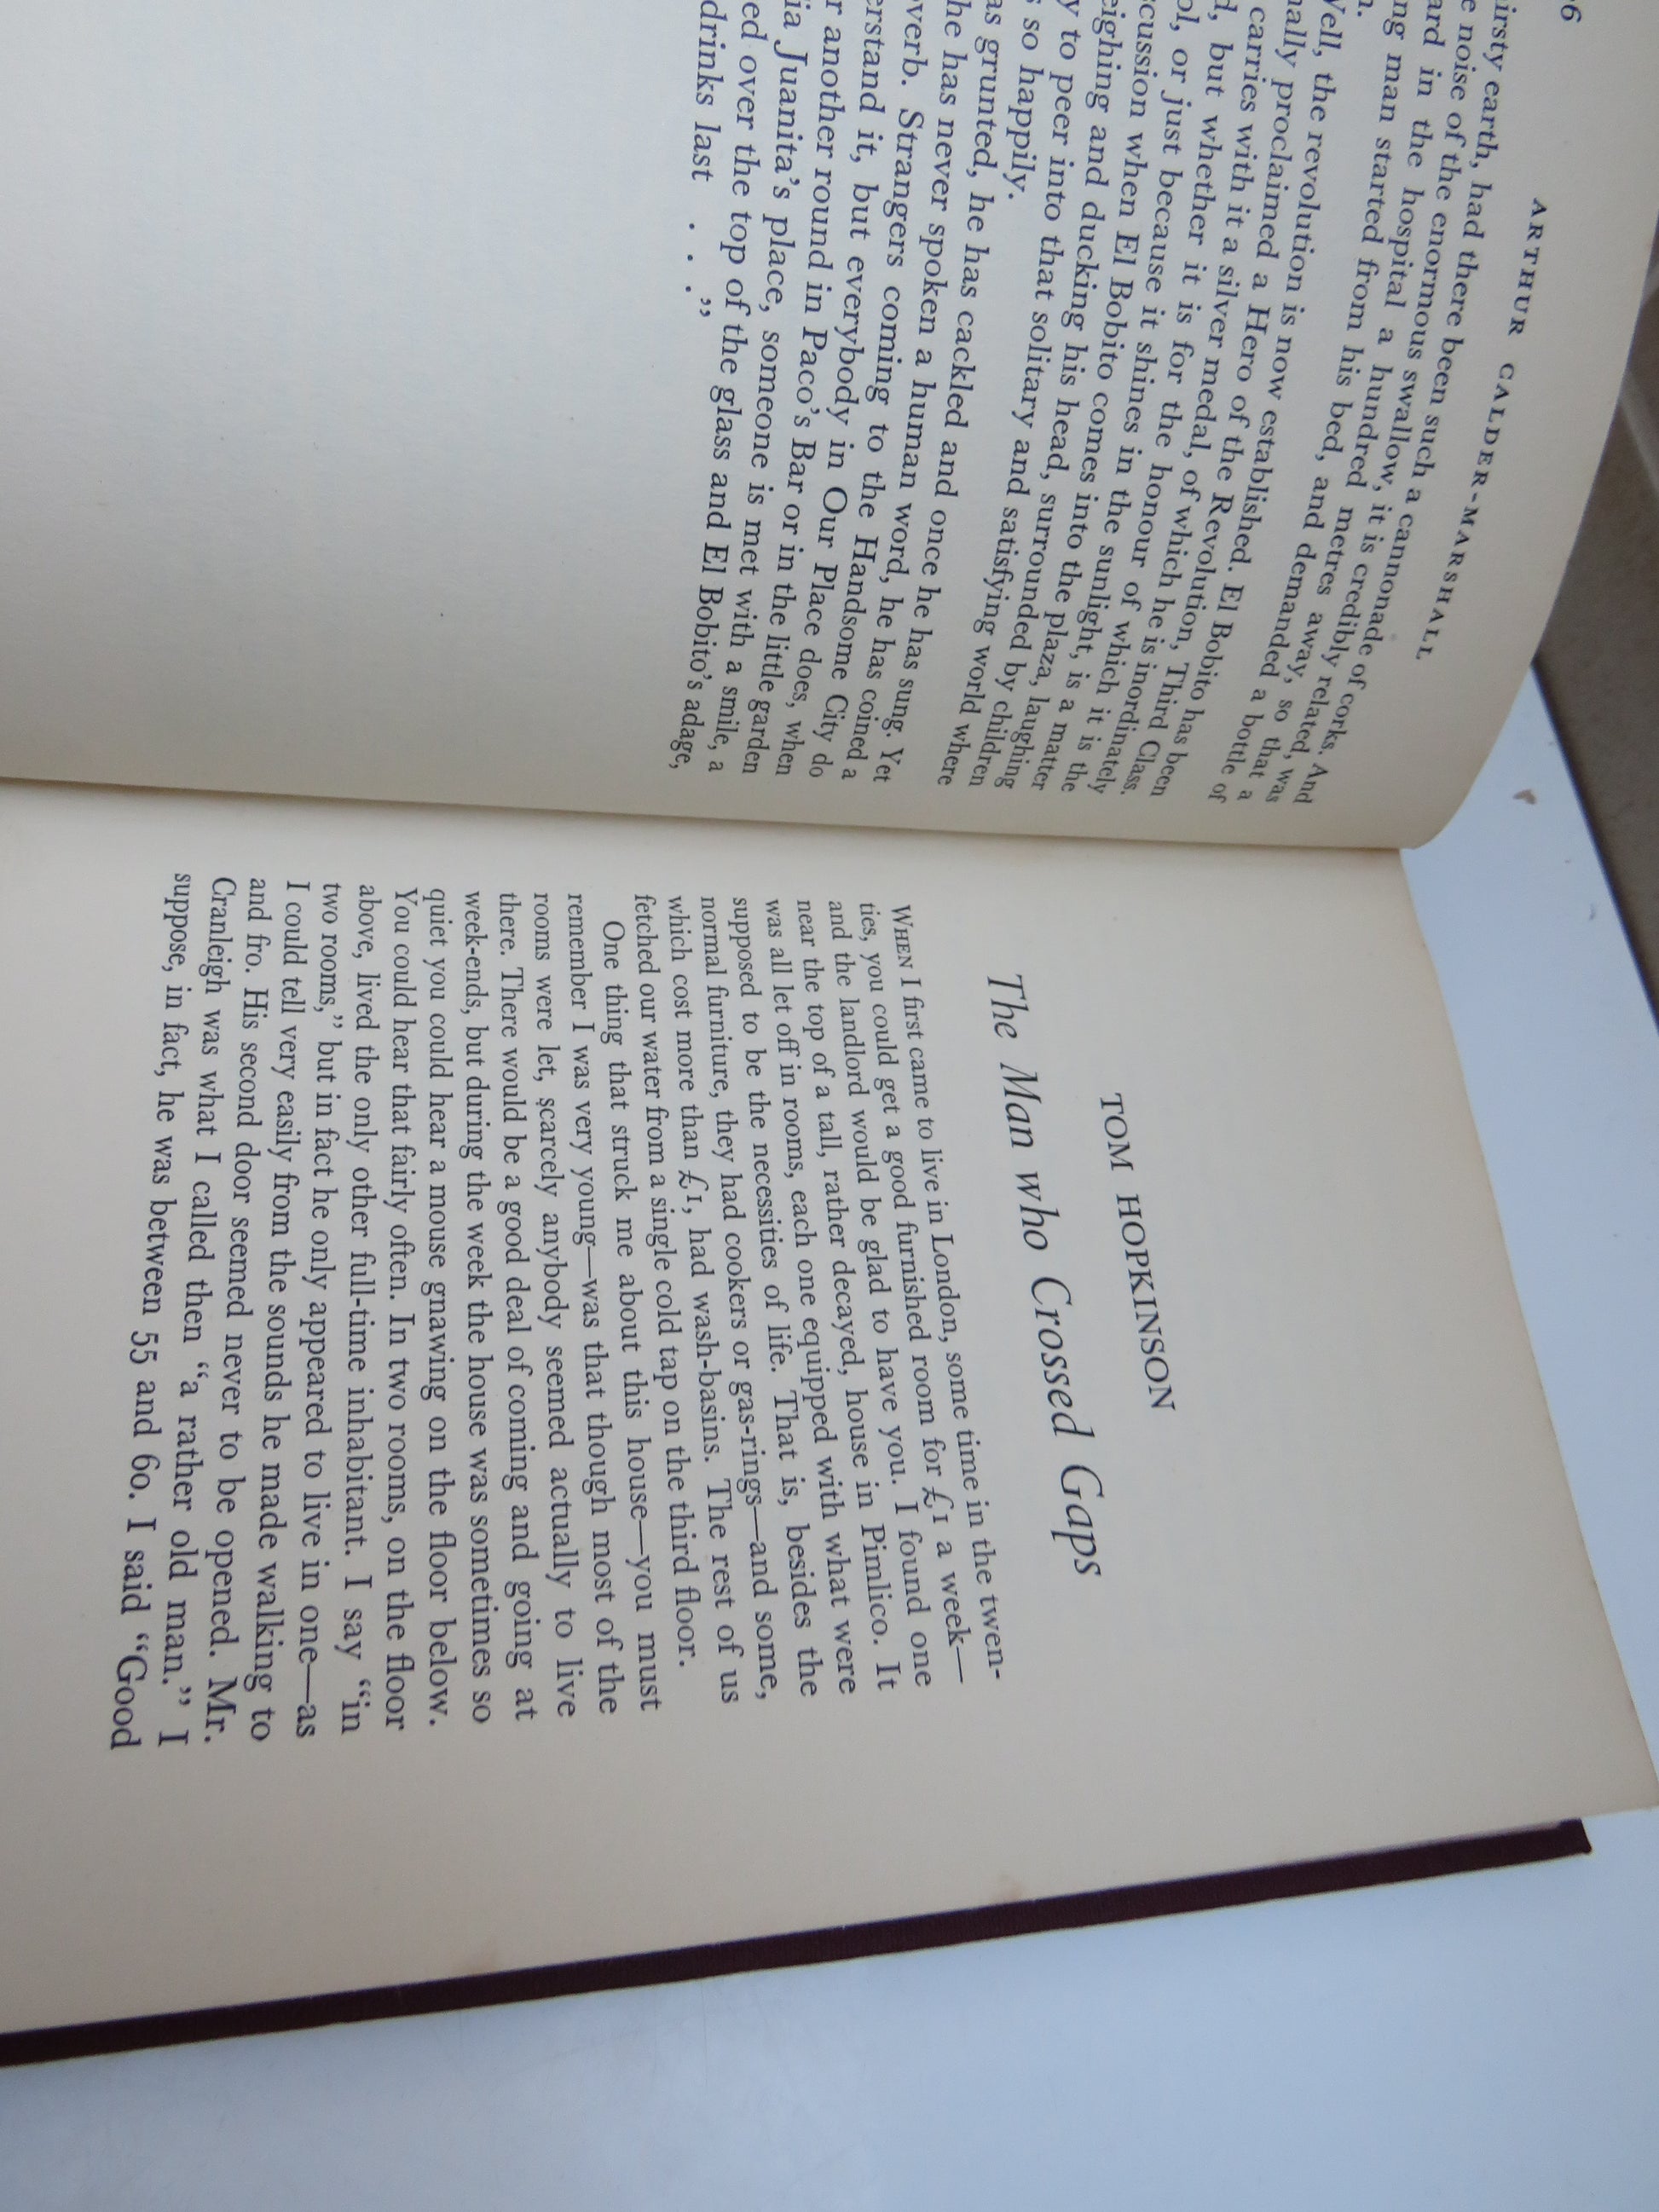 6
ARTHUR CALDER-MARSHALL
irsty earth, had there been such a cannonade of corks. And
e noise of the enormous swallow, it is credibly related, was
ard in the hospital a hundred metres away, so that a
ng man started from his bed, and demanded a bottle of
n.
Well, the revolution is now established. El Bobito has been
nally proclaimed a Hero of the Revolution, Third Class.
carries with it a silver medal, of which he is inordinately
d, but whether it is for the honour of which it is the
ol, or just because it shines in the sunlight, is a matter
cussion when El Bobito comes into the plaza, laughing
eighing and ducking his head, surrounded by children
y to peer into that solitary and satisfying world where
s so happily.
as grunted, he has cackled and once he has sung. Yet
he has never spoken a human word, he has coined a
verb. Strangers coming to the Handsome City do
erstand it, but everybody in Our Place does, when
r another round in Paco's Bar or in the little garden
ia Juanita's place, someone is met with a smile, a
ed over the top of the glass and El Bobito's adage,
drinks last . . .”
TOM HOPKINSON
The Man who Crossed Gaps
WHEN I first came to live in London, some time in the twen-
ties, you could get a good furnished room for £1 a week—
and the landlord would be glad to have you. I found one
near the top of a tall, rather decayed, house in Pimlico. It
was all let off in rooms, each one equipped with what were
supposed to be the necessities of life. That is, besides the
normal furniture, they had cookers or gas-rings—and some,
which cost more than £1, had wash-basins. The rest of us
fetched our water from a single cold tap on the third floor.
One thing that struck me about this house—you must
remember I was very young—was that though most of the
rooms were let, scarcely anybody seemed actually to live
there. There would be a good deal of coming and going at
week-ends, but during the week the house was sometimes so
quiet you could hear a mouse gnawing on the floor below.
You could hear that fairly often. In two rooms, on the floor
above, lived the only other full-time inhabitant. I say “in
two rooms,” but in fact he only appeared to live in one—as
I could tell very easily from the sounds he made walking to
and fro. His second door seemed never to be opened. Mr.
Cranleigh was what I called then “a rather old man.” I
suppose, in fact, he was between 55 and 60. I said “Good